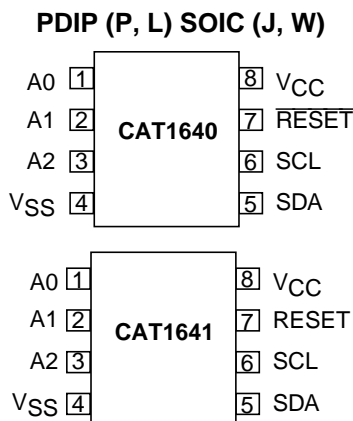 PDIP (P, L) SOIC (J, W)
A0 1 8 VCC
A1 2 7 RESET
CAT1640
A2 3 6 SCL
VSS 4 5 SDA
A0 1 8 VCC
A1 2 7 RESET
CAT1641
A2 3 6 SCL
VSS 4 5 SDA